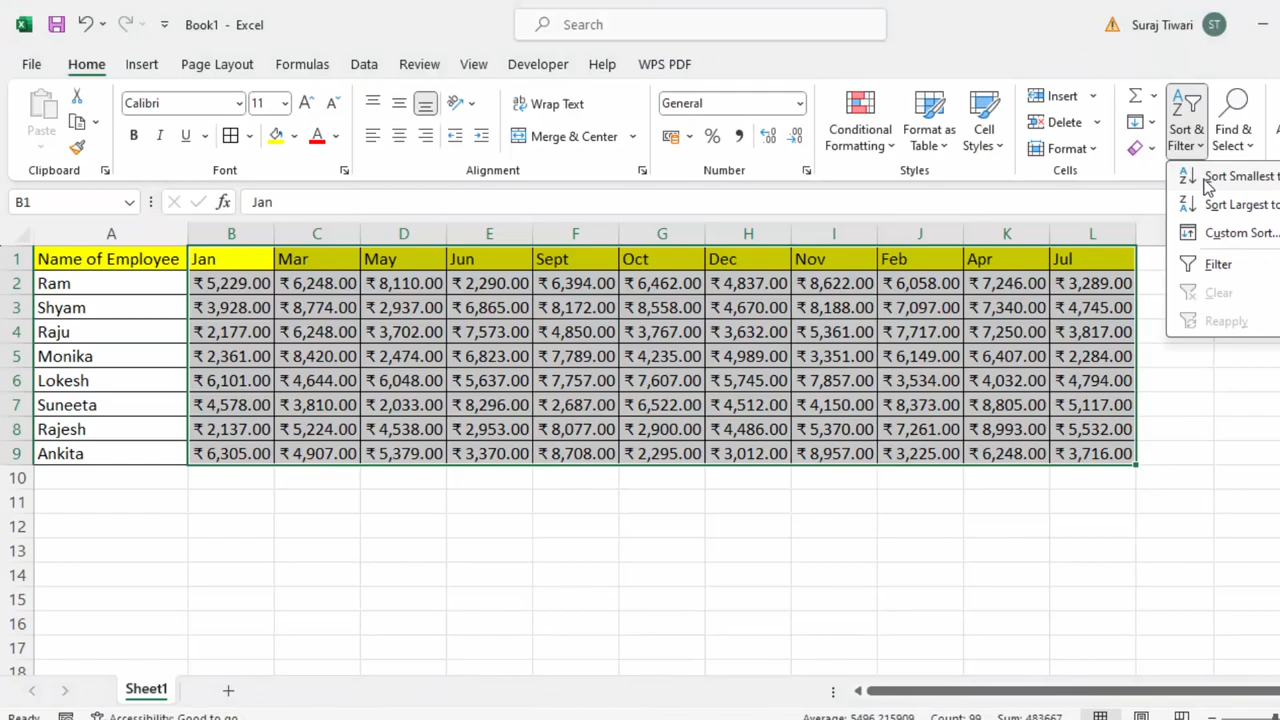 Book1 - Excel
Search
Suraj Tiwari ST
File Home Insert Page Layout Formulas Data Review View Developer Help WPS PDF
Paste
Clipboard
Calibri 11
B I U
Font
Wrap Text
Merge & Center
Alignment
General
Number
Conditional Formatting
Format as Table
Cell Styles
Styles
Insert
Delete
Format
Cells
Sort & Filter
Find & Select
Sort Smallest t
Sort Largest to
Custom Sort...
Filter
Clear
Reapply
B1 fx Jan
A B C D E F G H I J K L
1 Name of Employee Jan Mar May Jun Sept Oct Dec Nov Feb Apr Jul
2 Ram ₹ 5,229.00 ₹ 6,248.00 ₹ 8,110.00 ₹ 2,290.00 ₹ 6,394.00 ₹ 6,462.00 ₹ 4,837.00 ₹ 8,622.00 ₹ 6,058.00 ₹ 7,246.00 ₹ 3,289.00
3 Shyam ₹ 3,928.00 ₹ 8,774.00 ₹ 2,937.00 ₹ 6,865.00 ₹ 8,172.00 ₹ 8,558.00 ₹ 4,670.00 ₹ 8,188.00 ₹ 7,097.00 ₹ 7,340.00 ₹ 4,745.00
4 Raju ₹ 2,177.00 ₹ 6,248.00 ₹ 3,702.00 ₹ 7,575.00 ₹ 4,850.00 ₹ 3,767.00 ₹ 3,632.00 ₹ 5,361.00 ₹ 7,717.00 ₹ 7,250.00 ₹ 3,817.00
5 Monika ₹ 2,361.00 ₹ 8,420.00 ₹ 2,474.00 ₹ 6,823.00 ₹ 7,789.00 ₹ 4,235.00 ₹ 4,989.00 ₹ 3,351.00 ₹ 6,149.00 ₹ 6,407.00 ₹ 2,284.00
6 Lokesh ₹ 6,101.00 ₹ 4,644.00 ₹ 6,048.00 ₹ 5,637.00 ₹ 7,757.00 ₹ 7,607.00 ₹ 5,745.00 ₹ 7,857.00 ₹ 3,534.00 ₹ 4,032.00 ₹ 4,794.00
7 Suneeta ₹ 4,578.00 ₹ 3,810.00 ₹ 2,033.00 ₹ 8,296.00 ₹ 2,687.00 ₹ 6,522.00 ₹ 4,512.00 ₹ 4,150.00 ₹ 8,373.00 ₹ 8,805.00 ₹ 5,117.00
8 Rajesh ₹ 2,137.00 ₹ 5,224.00 ₹ 4,538.00 ₹ 2,953.00 ₹ 8,077.00 ₹ 2,900.00 ₹ 4,486.00 ₹ 5,370.00 ₹ 7,261.00 ₹ 8,993.00 ₹ 5,532.00
9 Ankita ₹ 6,305.00 ₹ 4,907.00 ₹ 5,379.00 ₹ 3,370.00 ₹ 8,708.00 ₹ 2,295.00 ₹ 3,012.00 ₹ 8,957.00 ₹ 3,225.00 ₹ 6,248.00 ₹ 3,716.00
10
11
12
13
14
15
16
17
18
Sheet1
Ready Accessibility: Good to go Average: 5496.215909 Count: 99 Sum: 483667